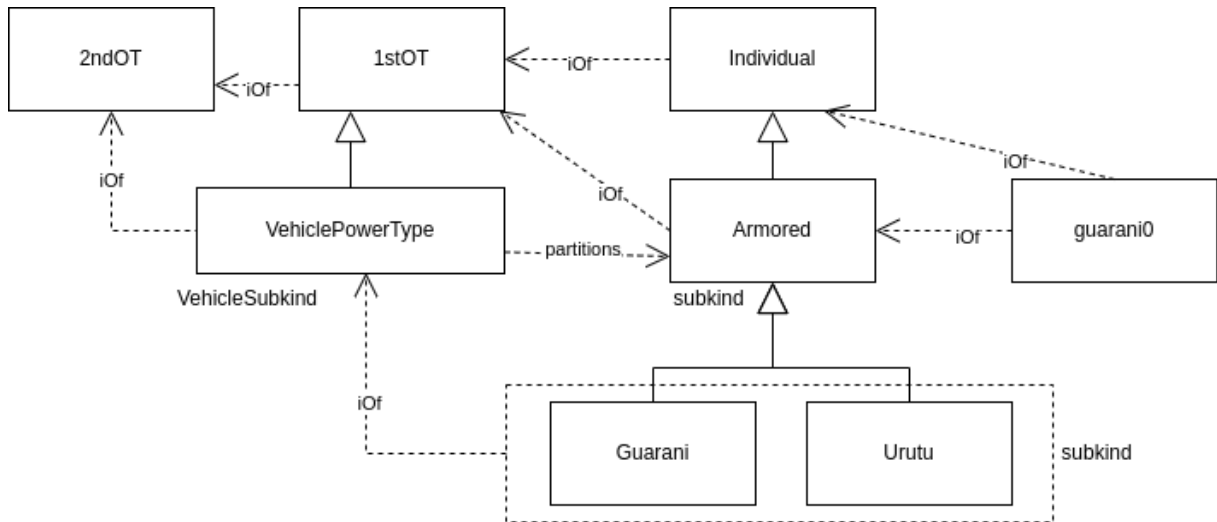 2ndOT
1stOT
Individual
iOf
iOf
iOf
iOf
iOf
VehiclePowerType
partitions
Armored
iOf
guarani0
VehicleSubkind
subkind
iOf
Guarani
Urutu
subkind